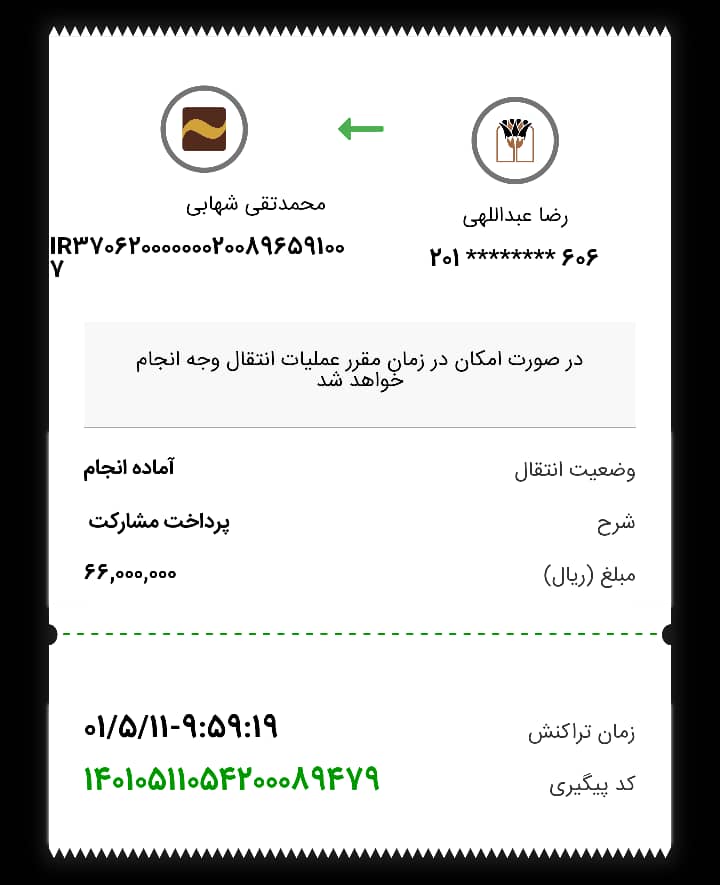 رضا عبداللهی
۲۰۱ ******** ۶۰۶
محمدتقی شهابی
IR۳۷۰۶۲۰۰۰۰۰۰۰۲۰۰۸۹۶۵۹۱۰۰
۷
در صورت امکان در زمان مقرر عملیات انتقال وجه انجام
خواهد شد
وضعیت انتقال آماده انجام
شرح پرداخت مشارکت
مبلغ (ریال) ۶۶,۰۰۰,۰۰۰
زمان تراکنش ۰۱/۵/۱۱-۹:۵۹:۱۹
کد پیگیری ۱۴۰۱۰۵۱۱۰۵۴۲۰۰۰۸۹۴۷۹